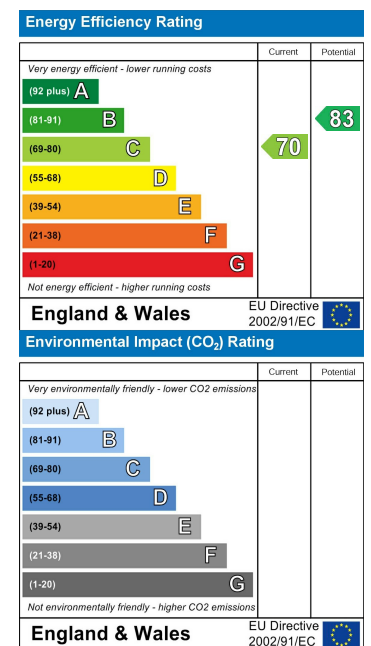 Energy Efficiency Rating
Current Potential
Very energy efficient - lower running costs
(92 plus) A
(81-91) B
83
(69-80) C
70
(55-68) D
(39-54) E
(21-38) F
(1-20) G
Not energy efficient - higher running costs
England & Wales
EU Directive
2002/91/EC
Environmental Impact (CO₂) Rating
Current Potential
Very environmentally friendly - lower CO2 emissions
(92 plus) A
(81-91) B
(69-80) C
(55-68) D
(39-54) E
(21-38) F
(1-20) G
Not environmentally friendly - higher CO2 emissions
England & Wales
EU Directive
2002/91/EC